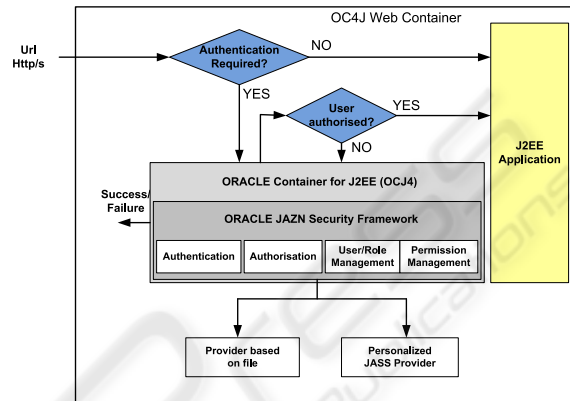 OC4J Web Container
Url
Http/s
Authentication
Required?
NO
YES
User
authorised?
YES
NO
J2EE
Application
ORACLE Container for J2EE (OCJ4)
Success/
Failure
ORACLE JAZN Security Framework
Authentication
Authorisation
User/Role
Management
Permission
Management
Provider based
on file
Personalized
JASS Provider